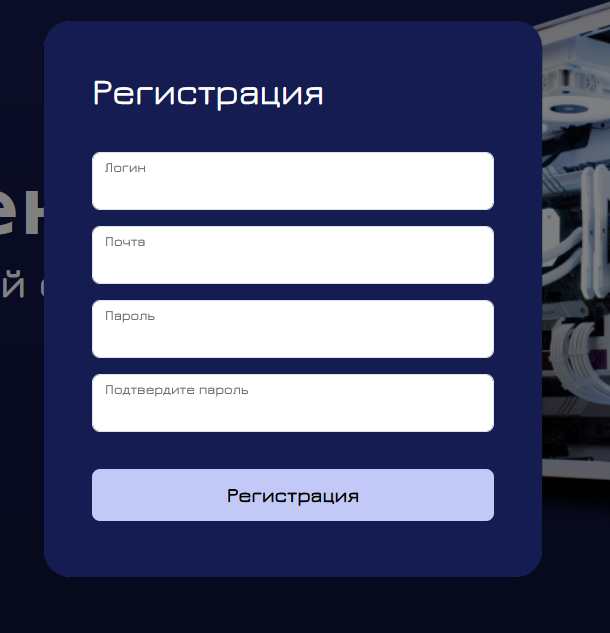 Регистрация
Логин
Почта
Пароль
Подтвердите пароль
Регистрация